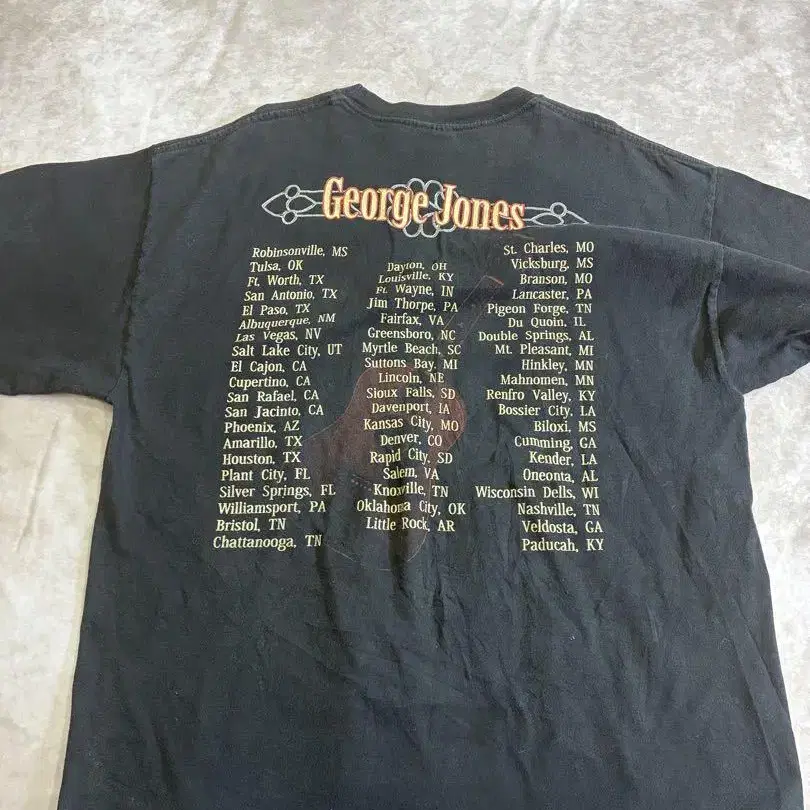 George Jones
Robinsonville, MS
Tulsa, OK
Ft. Worth, TX
San Antonio, TX
El Paso, TX
Albuquerque, NM
Las Vegas, NV
Salt Lake City, UT
El Cajon, CA
Cupertino, CA
San Rafael, CA
San Jacinto, CA
Phoenix, AZ
Amarillo, TX
Houston, TX
Plant City, FL
Silver Springs, FL
Williamsport, PA
Bristol, TN
Chattanooga, TN
Dayton, OH
Louisville, KY
Ft. Wayne, IN
Jim Thorpe, PA
Fairfax, VA
Greensboro, NC
Myrtle Beach, SC
Suttons Bay, MI
Lincoln, NE
Sioux Falls, SD
Davenport, IA
Kansas City, MO
Denver, CO
Rapid City, SD
Salem, VA
Knoxville, TN
Oklahoma City, OK
Little Rock, AR
St. Charles, MO
Vicksburg, MS
Branson, MO
Lancaster, PA
Pigeon Forge, TN
Du Quoin, IL
Double Springs, AL
Mt. Pleasant, MI
Hinkley, MN
Mahnomen, MN
Renfro Valley, KY
Bossier City, LA
Biloxi, MS
Cumming, GA
Kender, LA
Oneonta, AL
Wisconsin Dells, WI
Nashville, TN
Veldosta, GA
Paducah, KY